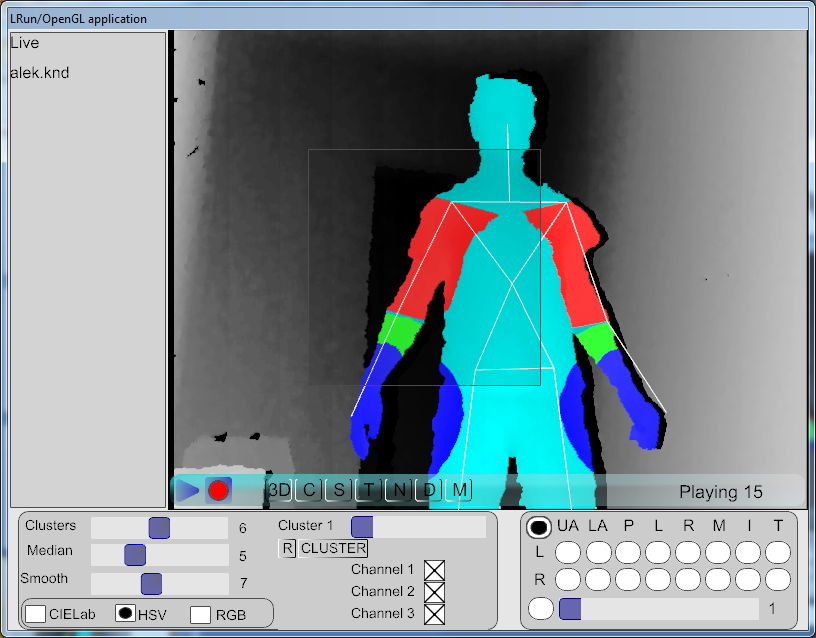 LRun/OpenGL application
Live
alek.knd
3D C S T N D M Playing 15
Clusters 6 Cluster 1
Median 5 R CLUSTER
Smooth 7 Channel 1
Channel 2
CIELab HSV RGB Channel 3
UA LA P L R M I T
L
R
1